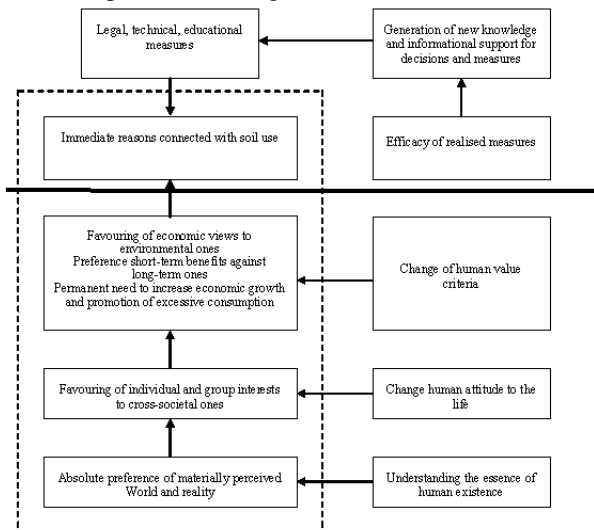 Legal, technical, educational
measures
Generation of new knowledge
and informational support for
decisions and measures
Immediate reasons connected with soil use
Efficacy of realised measures
Favouring of economic views to
environmental ones
Preference short-term benefits against
long-term ones
Permanent need to increase economic growth
and promotion of excessive consumption
Change of human value
criteria
Favouring of individual and group interests
to cross-societal ones
Change human attitude to the
life
Absolute preference of materially perceived
World and reality
Understanding the essence of
human existence